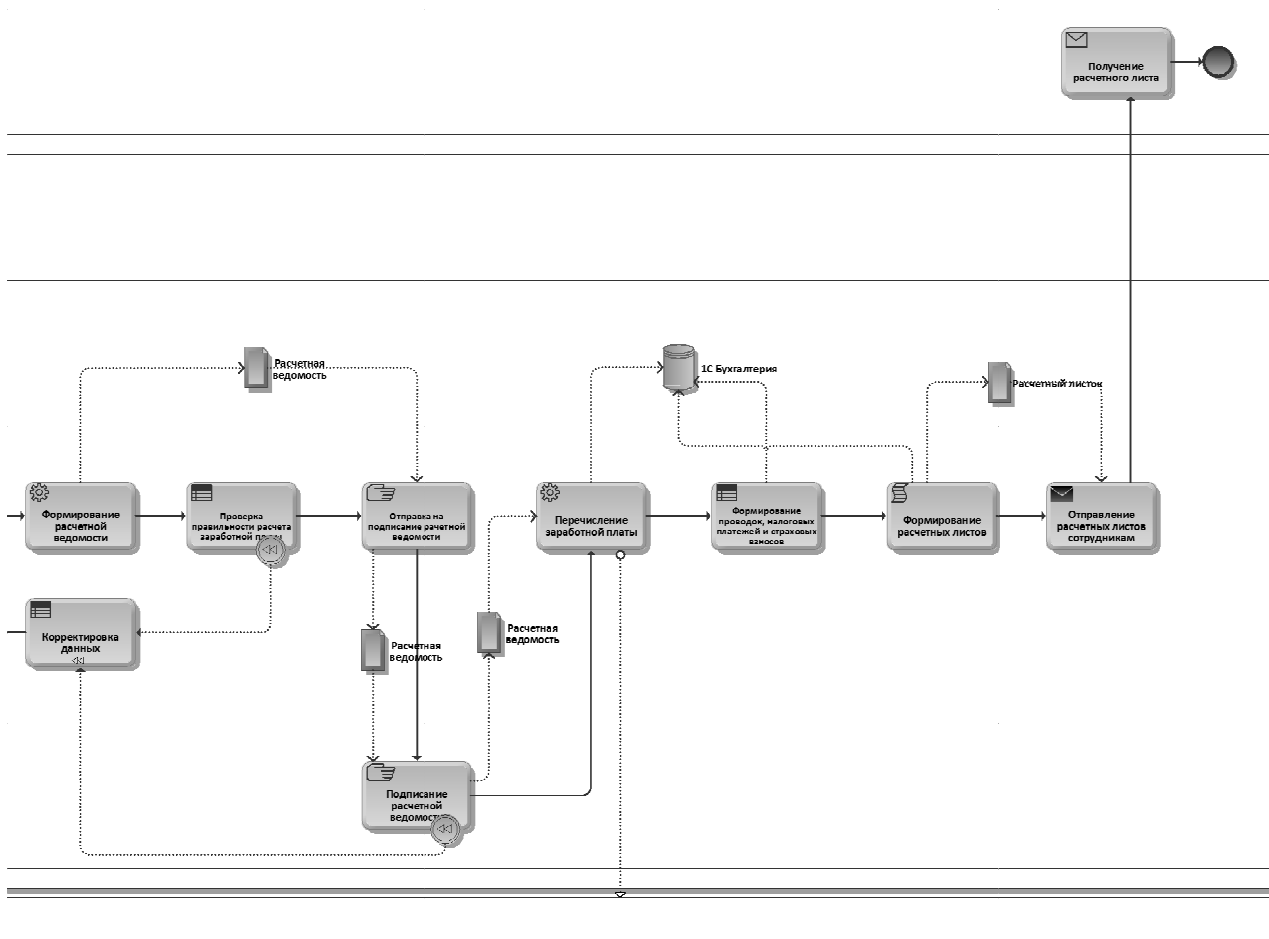 Получение
расчетного листа
Расчетная
ведомость
1С Бухгалтерия
Расчетный листок
Формирование
расчетной
ведомости
Проверка
правильности расчета
заработной платы
Отправка на
подписание расчетной
ведомости
Перечисление
заработной платы
Формирование
проводок, налоговых
платежей и страховых
взносов
Формирование
расчетных листов
Отправление
расчетных листов
сотрудникам
Корректировка
данных
Расчетная
ведомость
Расчетная
ведомость
Подписание
расчетной
ведомости